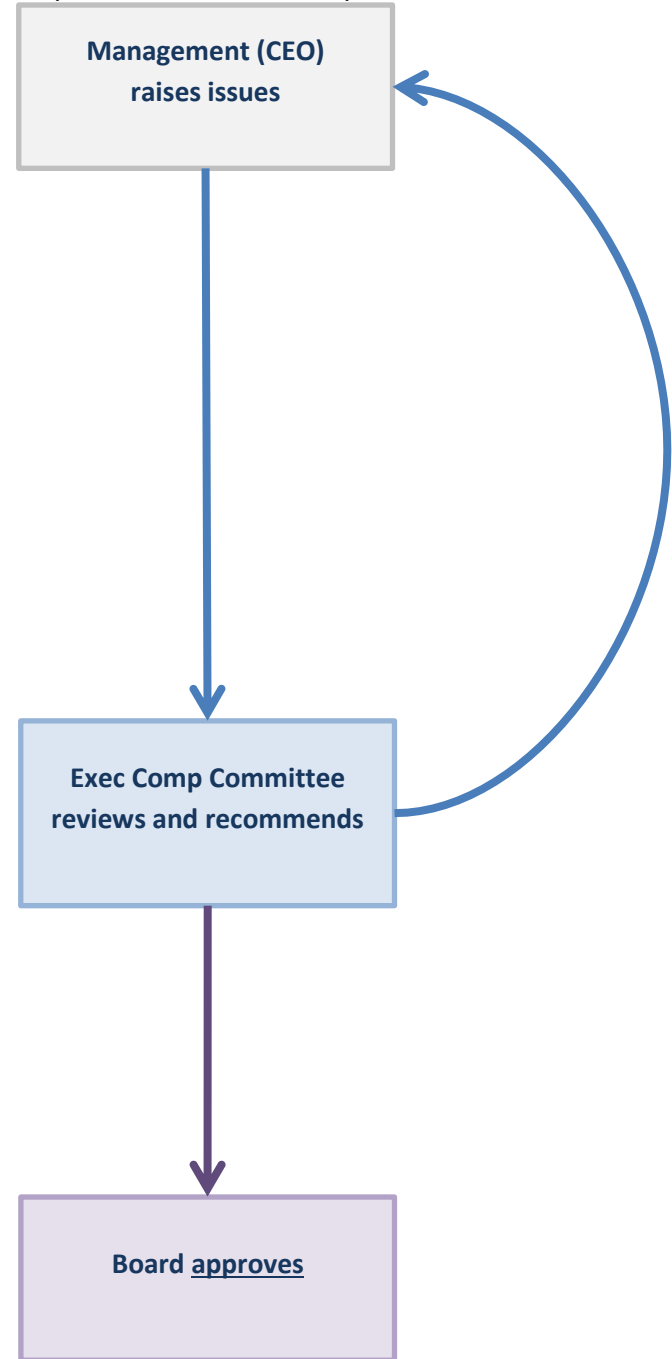 Management (CEO)
raises issues
Exec Comp Committee
reviews and recommends
Board approves